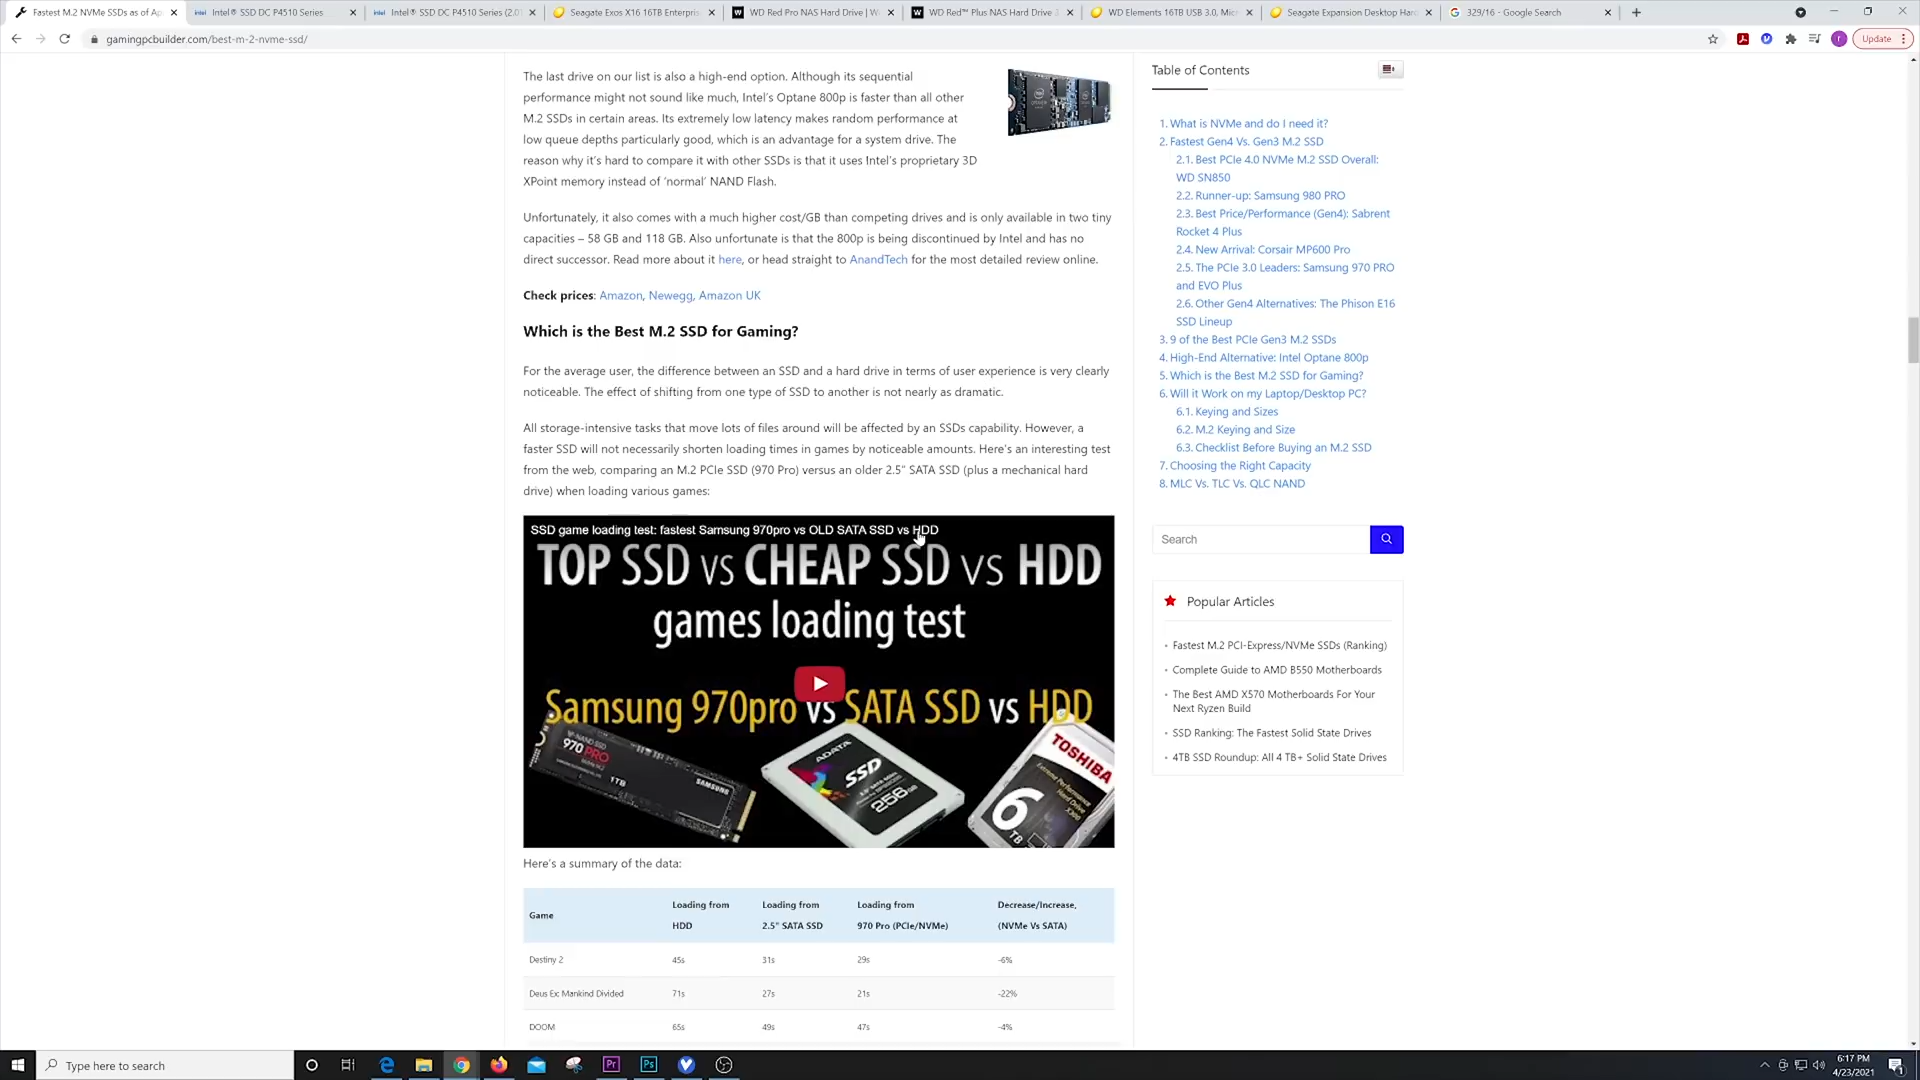 Fastest M.2 NVMe SSDs as of Ap
Intel® SSD DC P4510 Series
Intel® SSD DC P4510 Series (2.0
Seagate Exos X16 16TB Enterpris
WD Red Pro NAS Hard Drive | W
WD Red™ Plus NAS Hard Drive 3
WD Elements 16TB USB 3.0, Micr
Seagate Expansion Desktop Hard
329/16 - Google Search
gamingpcbuilder.com/best-m-2-nvme-ssd/
Update
The last drive on our list is also a high-end option. Although its sequential
performance might not sound like much, Intel's Optane 800p is faster than all other
M.2 SSDs in certain areas. Its extremely low latency makes random performance at
low queue depths particularly good, which is an advantage for a system drive. The
reason why it's hard to compare it with other SSDs is that it uses Intel's proprietary 3D
XPoint memory instead of 'normal' NAND Flash.
Unfortunately, it also comes with a much higher cost/GB than competing drives and is only available in two tiny
capacities – 58 GB and 118 GB. Also unfortunate is that the 800p is being discontinued by Intel and has no
direct successor. Read more about it here, or head straight to AnandTech for the most detailed review online.
Check prices: Amazon, Newegg, Amazon UK
Which is the Best M.2 SSD for Gaming?
For the average user, the difference between an SSD and a hard drive in terms of user experience is very clearly
noticeable. The effect of shifting from one type of SSD to another is not nearly as dramatic.
All storage-intensive tasks that move lots of files around will be affected by an SSDs capability. However, a
faster SSD will not necessarily shorten loading times in games by noticeable amounts. Here's an interesting test
from the web, comparing an M.2 PCIe SSD (970 Pro) versus an older 2.5" SATA SSD (plus a mechanical hard
drive) when loading various games:
SSD game loading test: fastest Samsung 970pro vs OLD SATA SSD vs HDD
TOP SSD vs CHEAP SSD vs HDD
games loading test
Samsung 970pro vs SATA SSD vs HDD
V-NAND SSD
970 PRO
1TB
SAMSUNG
ADATA
SSD
256GB
TOSHIBA
6
TB
Here's a summary of the data:
Game
Loading from
HDD
Loading from
2.5" SATA SSD
Loading from
970 Pro (PCIe/NVMe)
Decrease/Increase,
(NVMe Vs SATA)
Destiny 2 45s 31s 29s -6%
Deus Ex: Mankind Divided 71s 27s 21s -22%
DOOM 65s 49s 47s -4%
Table of Contents
1. What is NVMe and do I need it?
2. Fastest Gen4 Vs. Gen3 M.2 SSD
2.1. Best PCIe 4.0 NVMe M.2 SSD Overall:
WD SN850
2.2. Runner-up: Samsung 980 PRO
2.3. Best Price/Performance (Gen4): Sabrent
Rocket 4 Plus
2.4. New Arrival: Corsair MP600 Pro
2.5. The PCIe 3.0 Leaders: Samsung 970 PRO
and EVO Plus
2.6. Other Gen4 Alternatives: The Phison E16
SSD Lineup
3. 9 of the Best PCIe Gen3 M.2 SSDs
4. High-End Alternative: Intel Optane 800p
5. Which is the Best M.2 SSD for Gaming?
6. Will it Work on my Laptop/Desktop PC?
6.1. Keying and Sizes
6.2. M.2 Keying and Size
6.3. Checklist Before Buying an M.2 SSD
7. Choosing the Right Capacity
8. MLC Vs. TLC Vs. QLC NAND
Search
Popular Articles
Fastest M.2 PCI-Express/NVMe SSDs (Ranking)
Complete Guide to AMD B550 Motherboards
The Best AMD X570 Motherboards For Your
Next Ryzen Build
SSD Ranking: The Fastest Solid State Drives
4TB SSD Roundup: All 4 TB+ Solid State Drives
Type here to search
Pr
Ps
6:17 PM
4/23/2021